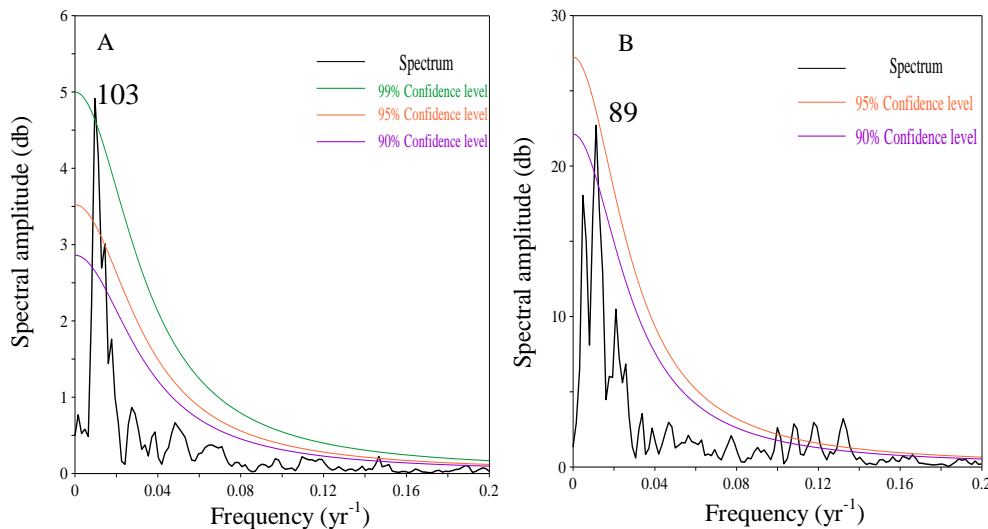 A
103
Spectrum
99% Confidence level
95% Confidence level
90% Confidence level
6
5
4
3
2
1
0
Spectral amplitude (db)
0 0.04 0.08 0.12 0.16 0.2
Frequency (yr-1)
B
89
Spectrum
95% Confidence level
90% Confidence level
30
20
10
0
Spectral amplitude (db)
0 0.04 0.08 0.12 0.16 0.2
Frequency (yr-1)